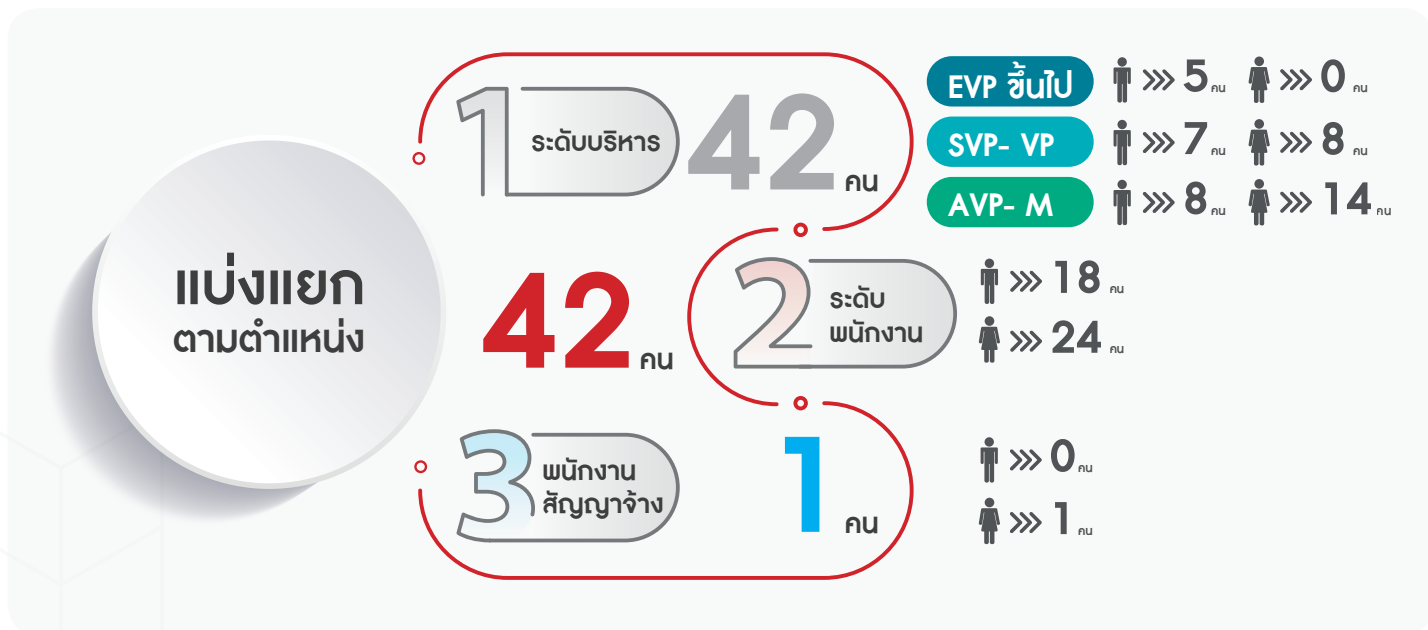 แบ่งแยก
ตามตำแหน่ง
1 ระดับบริหาร 42 คน
EVP ขึ้นไป >>> 5 คน >>> 0 คน
SVP- VP >>> 7 คน >>> 8 คน
AVP- M >>> 8 คน >>> 14 คน
42 คน
2 ระดับ
พนักงาน
>>> 18 คน
>>> 24 คน
3 พนักงาน
สัญญาจ้าง
1 คน
>>> 0 คน
>>> 1 คน